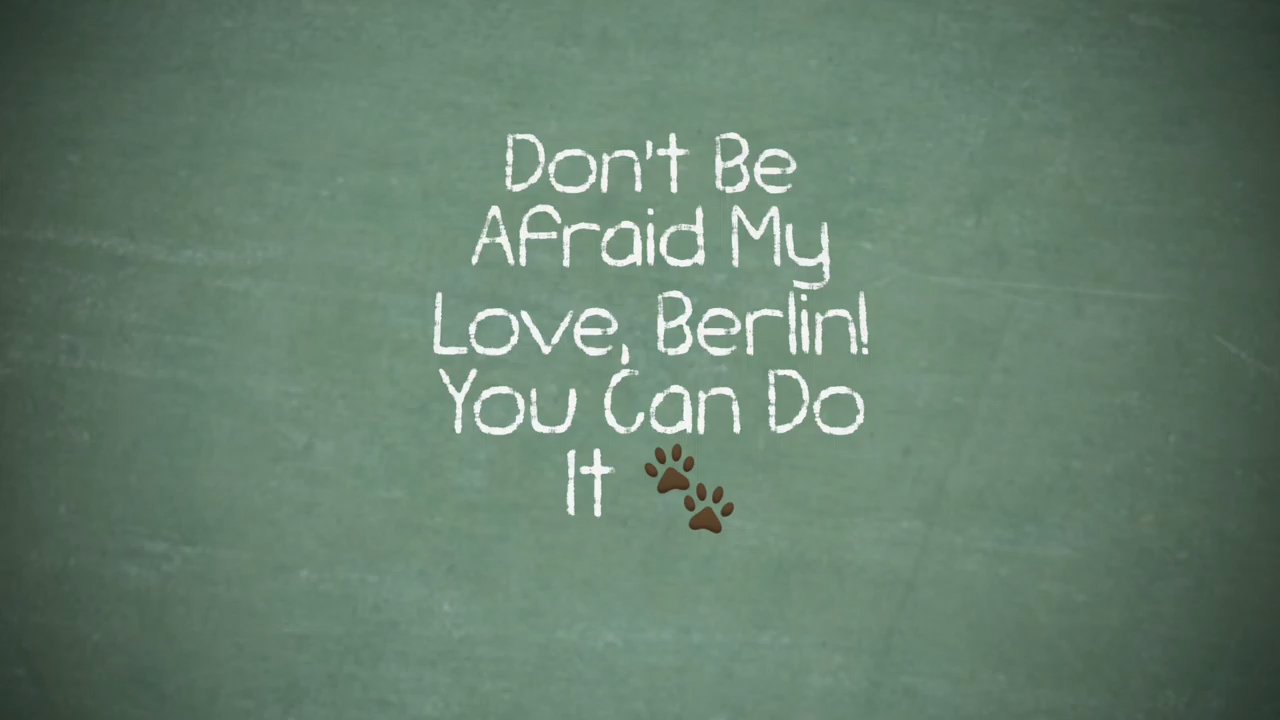 Don't Be
Afraid My
Love, Berlin!
You Can Do
It 🐾